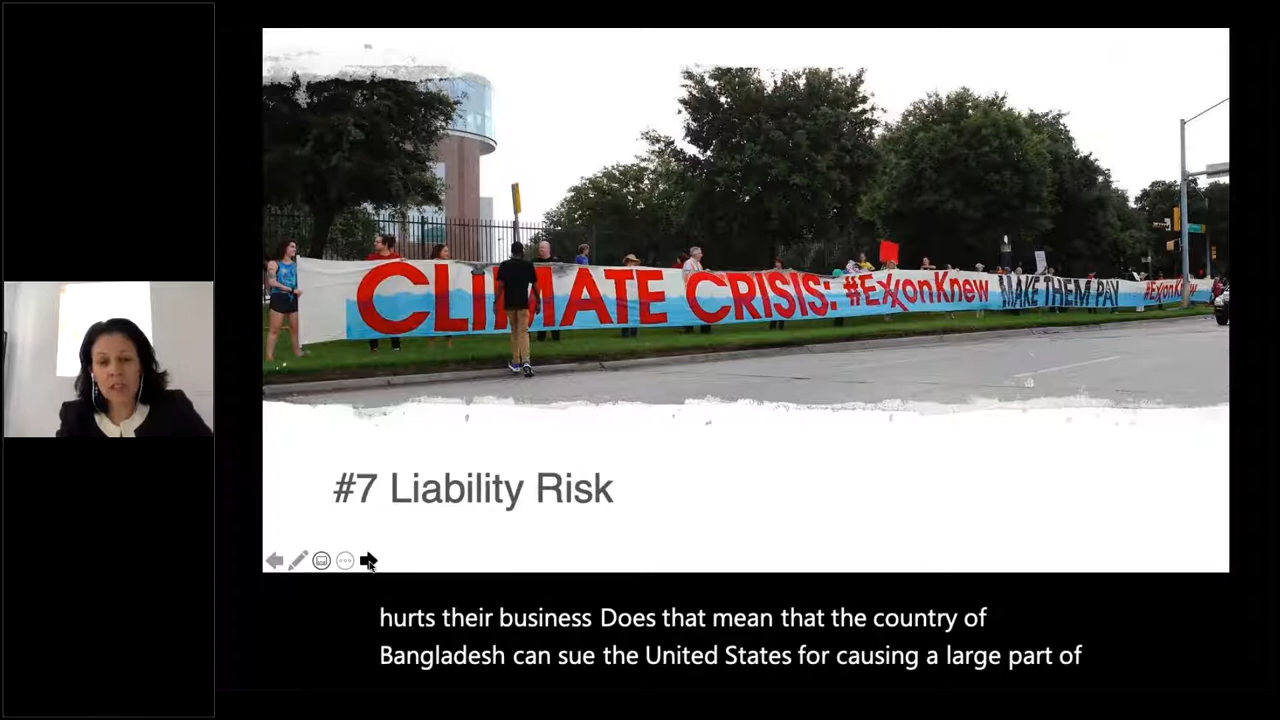 CLIMATE CRISIS: #ExxonKnew MAKE THEM PAY #ExxonKnew
#7 Liability Risk
hurts their business Does that mean that the country of
Bangladesh can sue the United States for causing a large part of